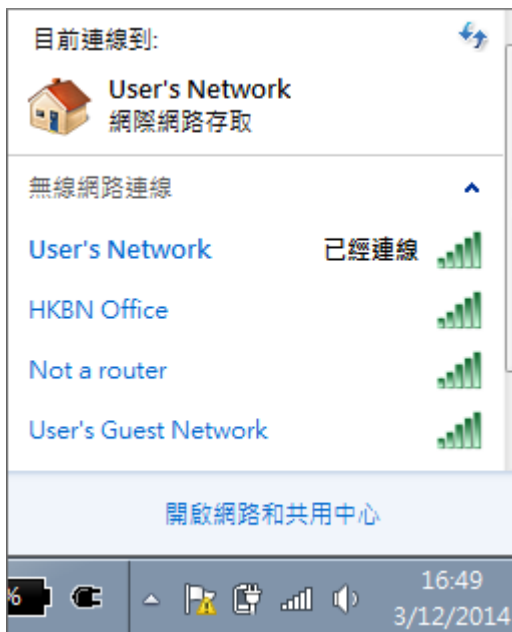 目前連線到:
User's Network
網際網路存取
無線網路連線
User's Network 已經連線
HKBN Office
Not a router
User's Guest Network
開啟網路和共用中心
%
16:49
3/12/2014